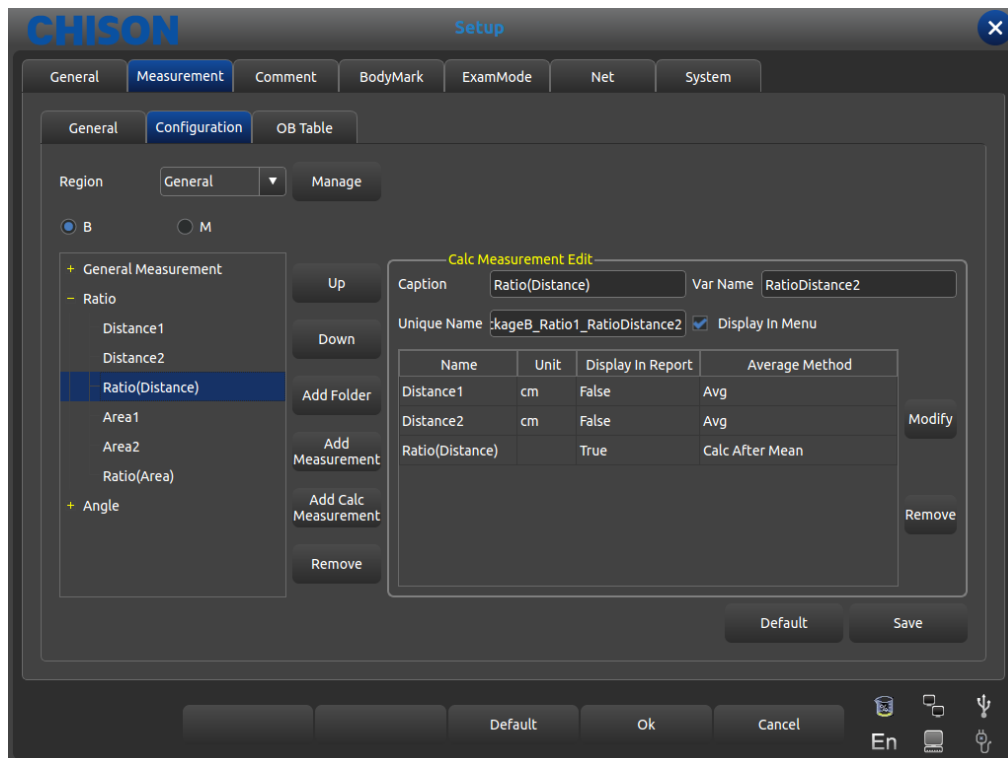 CHISON
Setup
General Measurement Comment BodyMark ExamMode Net System
General Configuration OB Table
Region General Manage
B M
+ General Measurement
− Ratio
Distance1
Distance2
Ratio(Distance)
Area1
Area2
Ratio(Area)
+ Angle
Up
Down
Add Folder
Add
Measurement
Add Calc
Measurement
Remove
Calc Measurement Edit
Caption Ratio(Distance) Var Name RatioDistance2
Unique Name ckageB_Ratio1_RatioDistance2 Display In Menu
Name Unit Display In Report Average Method
Distance1 cm False Avg
Distance2 cm False Avg
Ratio(Distance) True Calc After Mean
Modify
Remove
Default Save
Default Ok Cancel
En